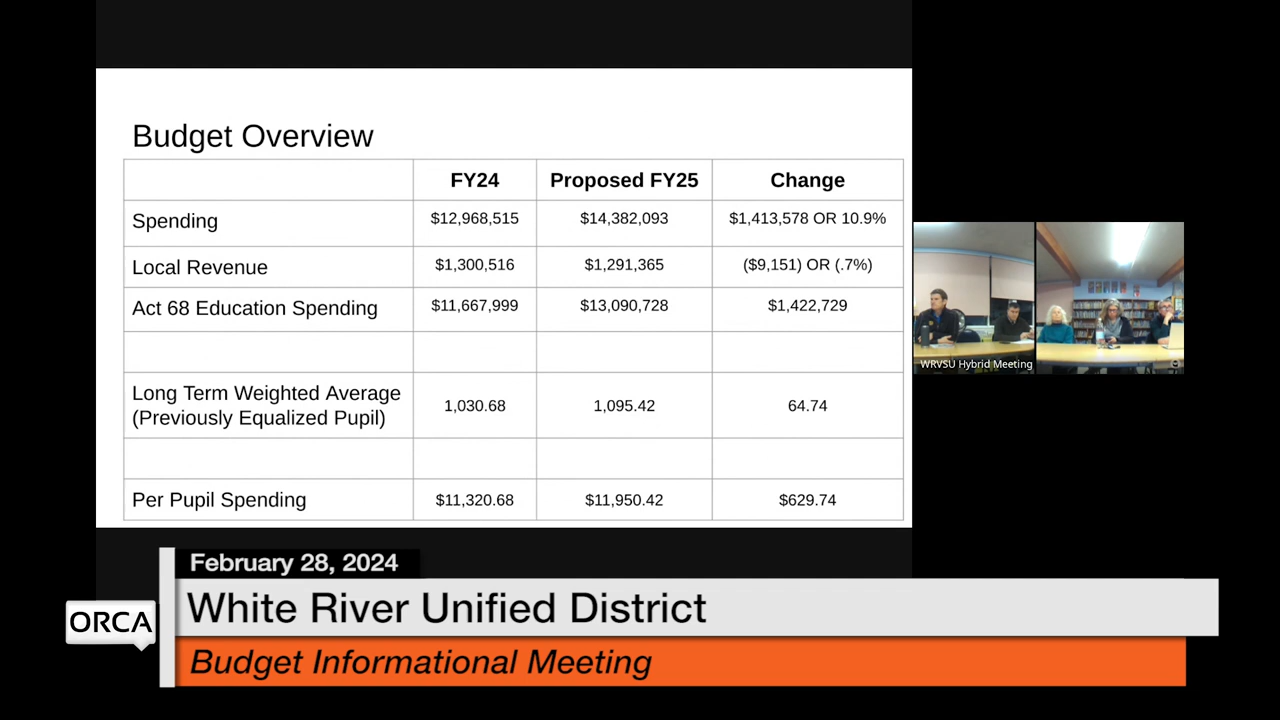 Budget Overview
FY24 Proposed FY25 Change
Spending $12,968,515 $14,382,093 $1,413,578 OR 10.9%
Local Revenue $1,300,516 $1,291,365 ($9,151) OR (.7%)
Act 68 Education Spending $11,667,999 $13,090,728 $1,422,729
Long Term Weighted Average
(Previously Equalized Pupil) 1,030.68 1,095.42 64.74
Per Pupil Spending $11,320.68 $11,950.42 $629.74
WRVSU Hybrid Meeting
February 28, 2024
ORCA
White River Unified District
Budget Informational Meeting